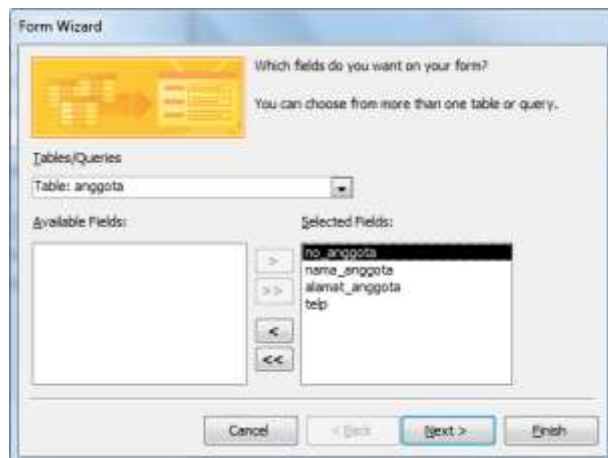 Form Wizard
Which fields do you want on your form?
You can choose from more than one table or query.
Tables/Queries
Table: anggota
Available Fields:
Selected Fields:
no_anggota
nama_anggota
alamat_anggota
telp
>
>>
<
<<
Cancel
< Back
Next >
Finish